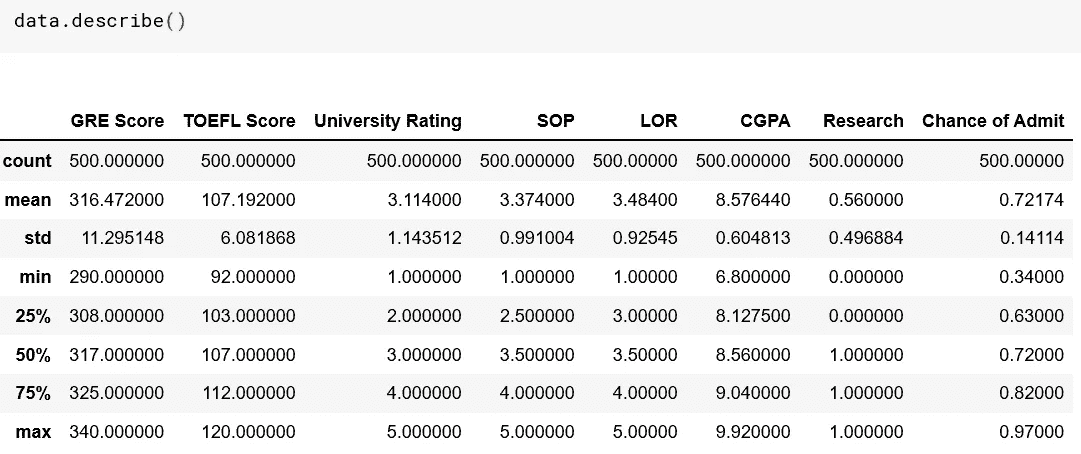 data.describe()
GRE Score TOEFL Score University Rating SOP LOR CGPA Research Chance of Admit
count 500.000000 500.000000 500.000000 500.000000 500.00000 500.000000 500.000000 500.00000
mean 316.472000 107.192000 3.114000 3.374000 3.48400 8.576440 0.560000 0.72174
std 11.295148 6.081868 1.143512 0.991004 0.92545 0.604813 0.496884 0.14114
min 290.000000 92.000000 1.000000 1.000000 1.00000 6.800000 0.000000 0.34000
25% 308.000000 103.000000 2.000000 2.500000 3.00000 8.127500 0.000000 0.63000
50% 317.000000 107.000000 3.000000 3.500000 3.50000 8.560000 1.000000 0.72000
75% 325.000000 112.000000 4.000000 4.000000 4.00000 9.040000 1.000000 0.82000
max 340.000000 120.000000 5.000000 5.000000 5.00000 9.920000 1.000000 0.97000